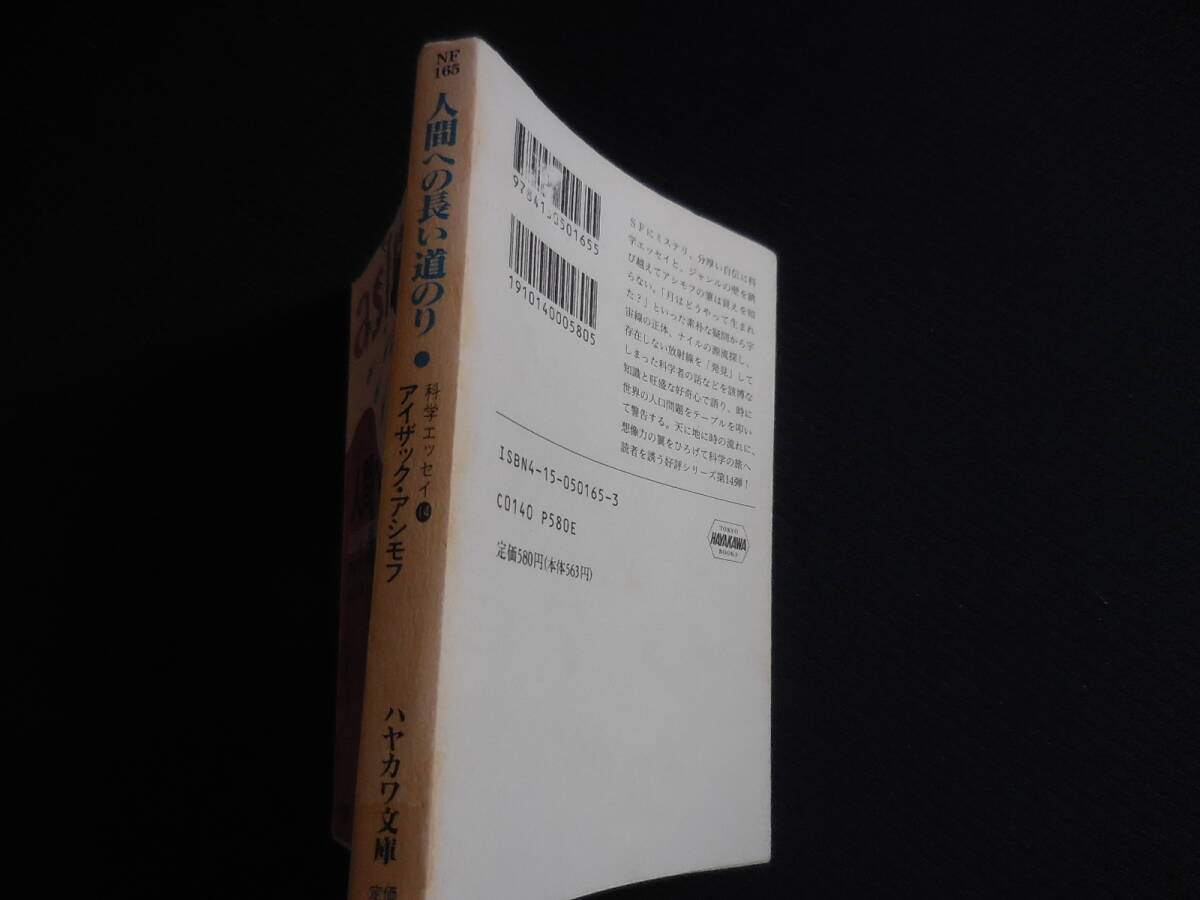 NF
165
人間への長い道のり
●
科学エッセイ⓮
アイザック・アシモフ
ハヤカワ文庫
定価
as
9784150501655
1910140005805
SFにミステリ、分厚い自伝に科
学エッセイと、ジャンルの壁を跳
び越えてアシモフの筆は衰えを知
らない。「月はどうやって生まれ
た？」といった素朴な疑問から宇
宙線の正体、ナイルの源流探し、
存在しない放射線を「発見」して
しまった科学者の話などを該博な
知識と旺盛な好奇心で語り、時に
世界の人口問題をテーブルを叩い
て警告する。天に地に時の流れに、
想像力の翼をひろげて科学の旅へ
読者を誘う好評シリーズ第14弾！
ISBN4-15-050165-3
C0140 P580E
定価580円(本体563円)
TOKYO
HAYAKAWA
BOOKS